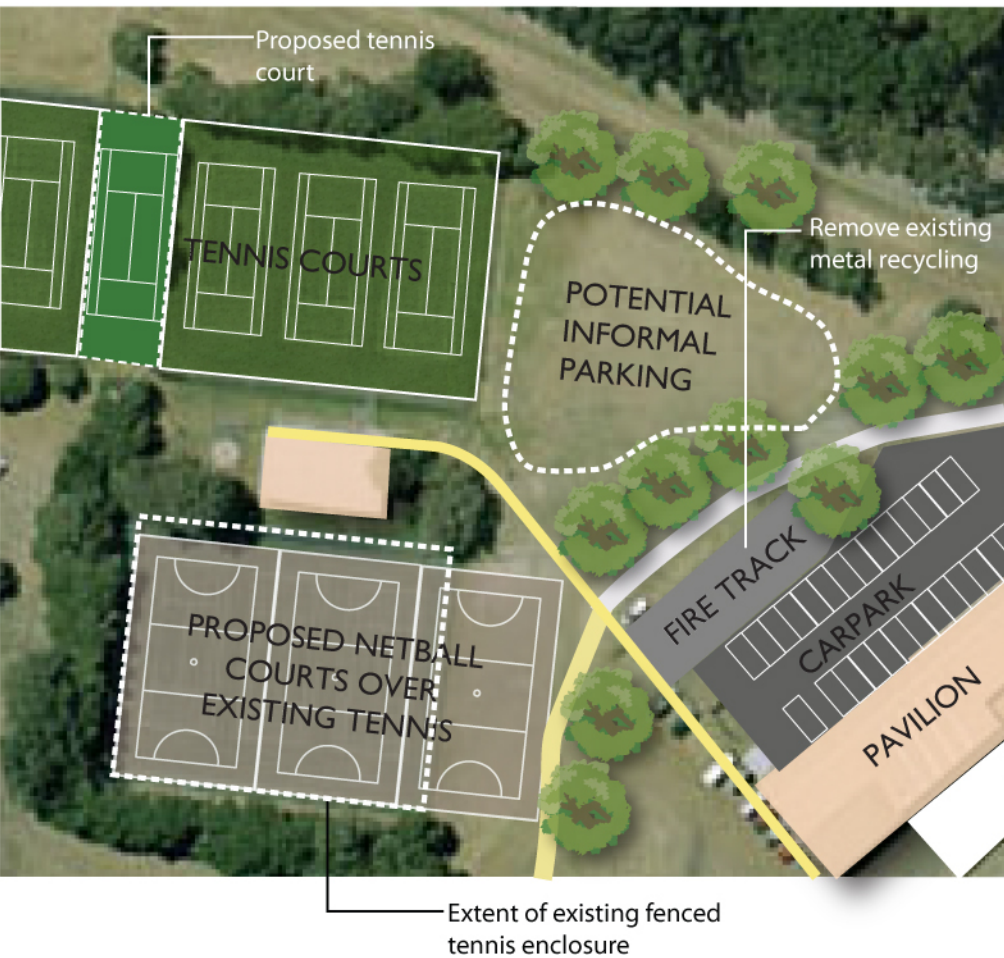 Proposed tennis
court
TENNIS COURTS
Remove existing
metal recycling
POTENTIAL
INFORMAL
PARKING
FIRE TRACK
CARPARK
PAVILION
PROPOSED NETBALL
COURTS OVER
EXISTING TENNIS
Extent of existing fenced
tennis enclosure